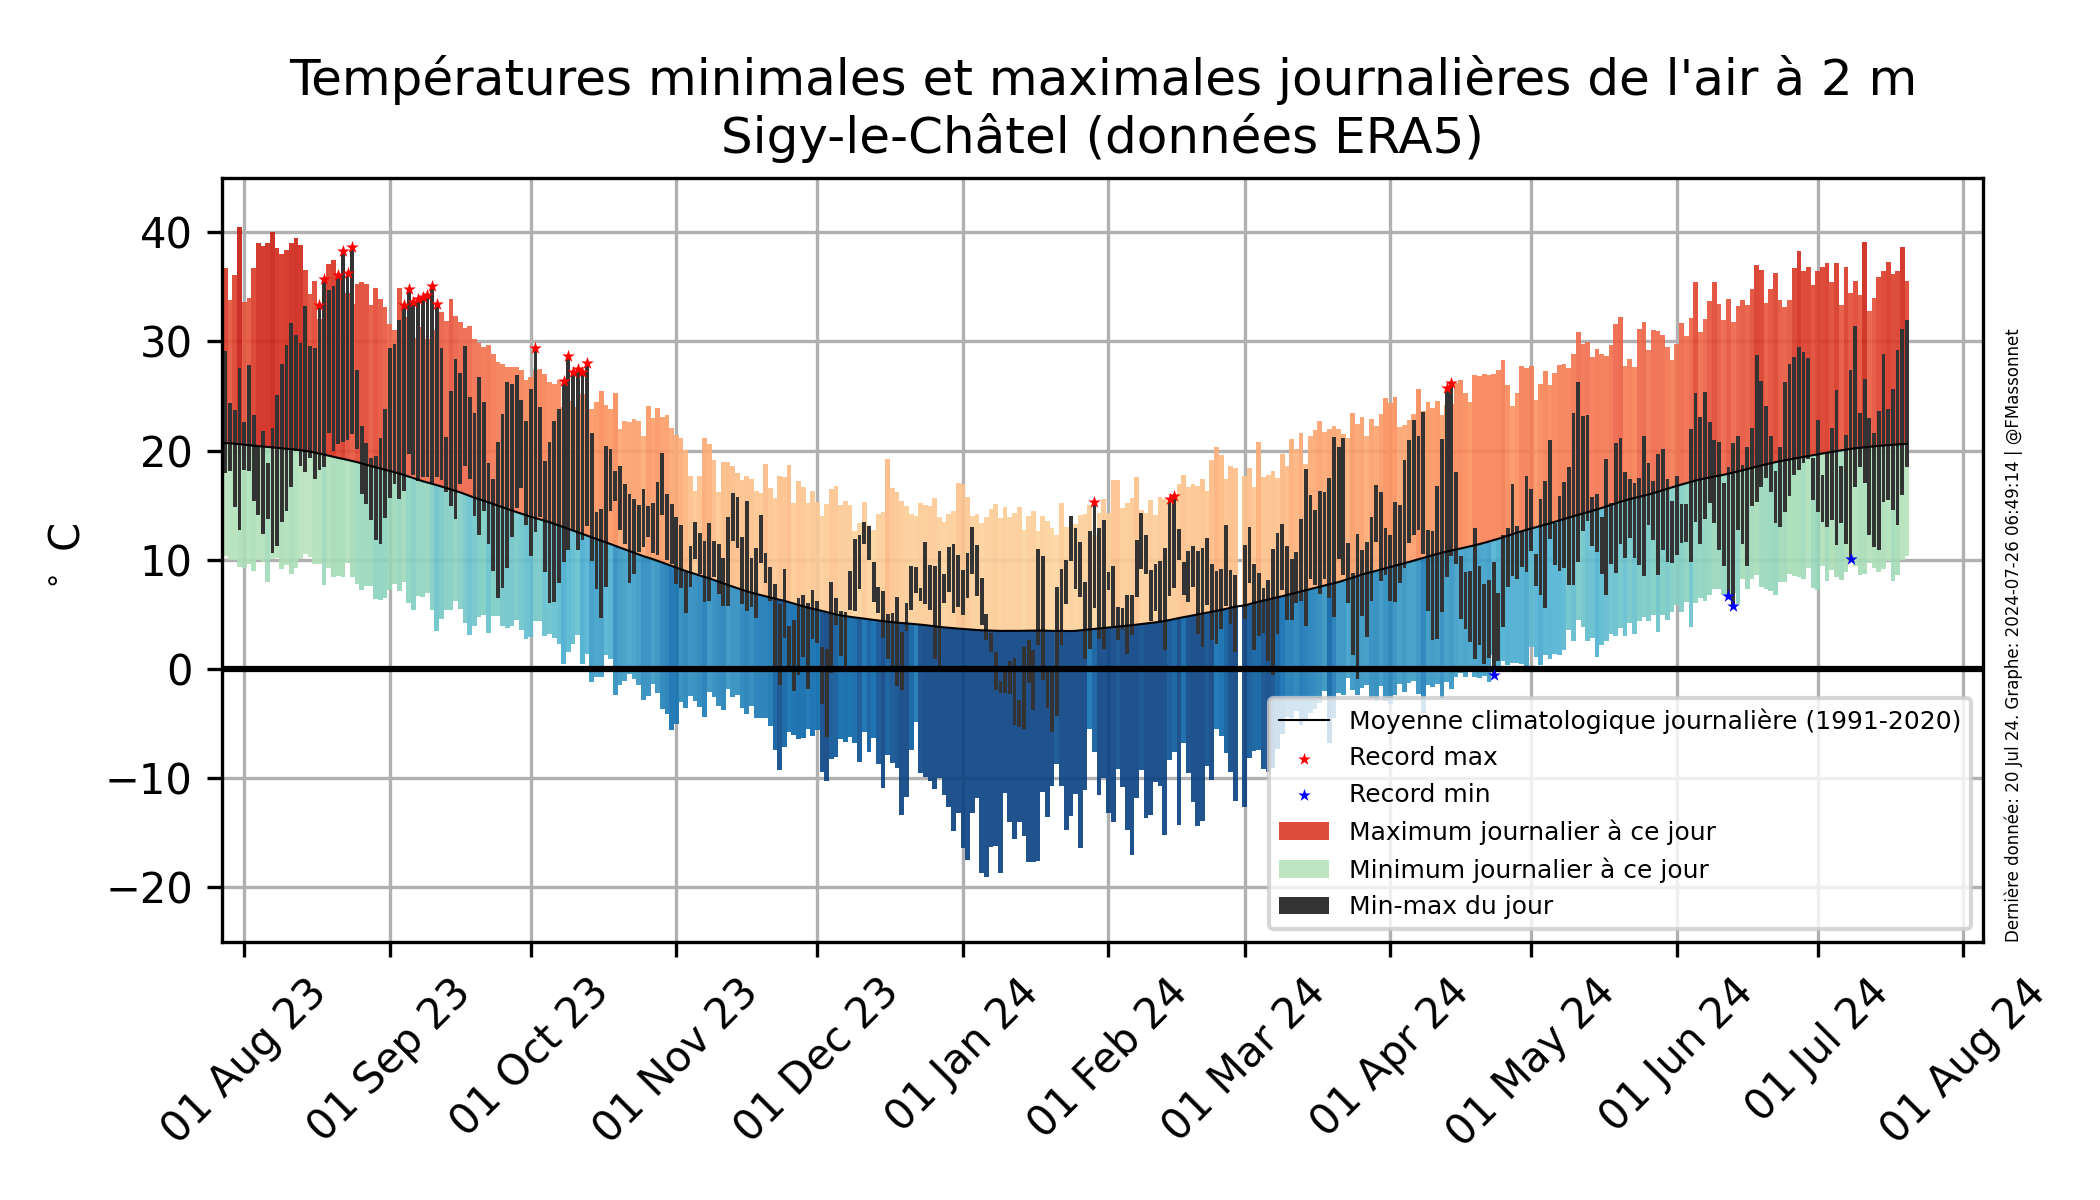 Températures minimales et maximales journalières de l'air à 2 m
Sigy-le-Châtel (données ERA5)
° C
40
30
20
10
0
−10
−20
Moyenne climatologique journalière (1991-2020)
Record max
Record min
Maximum journalier à ce jour
Minimum journalier à ce jour
Min-max du jour
01 Aug 23
01 Sep 23
01 Oct 23
01 Nov 23
01 Dec 23
01 Jan 24
01 Feb 24
01 Mar 24
01 Apr 24
01 May 24
01 Jun 24
01 Jul 24
01 Aug 24
Dernière donnée: 20 Jul 24. Graphe: 2024-07-26 06:49:14 | @FMassonnet